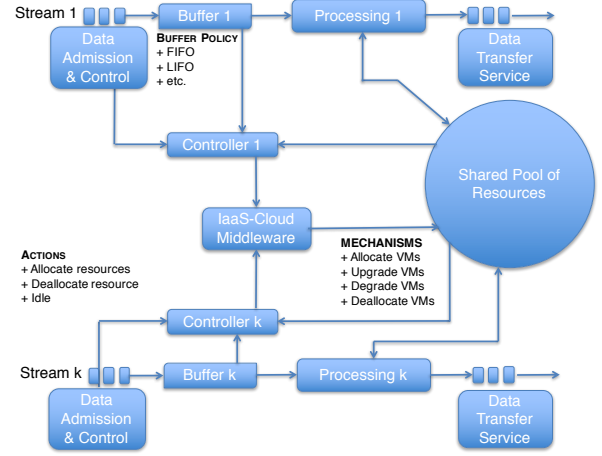 Stream 1
Buffer 1
Processing 1
Data
Admission
& Control
BUFFER POLICY
+ FIFO
+ LIFO
+ etc.
Data
Transfer
Service
Controller 1
Shared Pool of
Resources
IaaS-Cloud
Middleware
MECHANISMS
+ Allocate VMs
+ Upgrade VMs
+ Degrade VMs
+ Deallocate VMs
ACTIONS
+ Allocate resources
+ Deallocate resource
+ Idle
Controller k
Stream k
Buffer k
Processing k
Data
Admission
& Control
Data
Transfer
Service